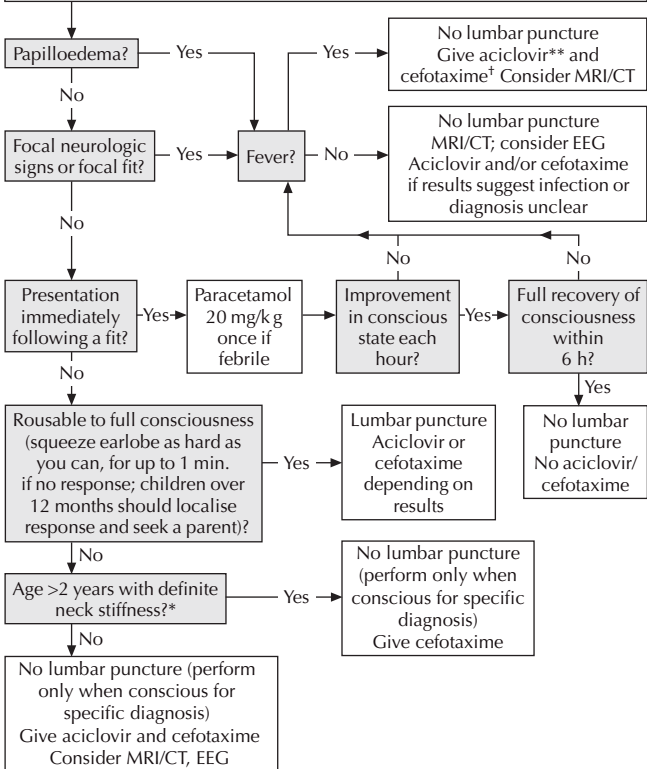 Papilloedema?
Yes
Yes
No lumbar puncture
Give aciclovir** and
cefotaxime† Consider MRI/CT
No
Focal neurologic
signs or focal fit?
Yes
Fever?
No
No lumbar puncture
MRI/CT; consider EEG
Aciclovir and/or cefotaxime
if results suggest infection or
diagnosis unclear
No
No
No
Presentation
immediately
following a fit?
Yes
Paracetamol
20 mg/kg
once if
febrile
Improvement
in conscious
state each
hour?
Yes
Full recovery of
consciousness
within
6 h?
No
Yes
Rousable to full consciousness
(squeeze earlobe as hard as
you can, for up to 1 min.
if no response; children over
12 months should localise
response and seek a parent)?
Yes
Lumbar puncture
Aciclovir or
cefotaxime
depending on
results
No lumbar
puncture
No aciclovir/
cefotaxime
No
Age >2 years with definite
neck stiffness?*
Yes
No lumbar puncture
(perform only when
conscious for specific
diagnosis)
Give cefotaxime
No
No lumbar puncture (perform
only when conscious for
specific diagnosis)
Give aciclovir and cefotaxime
Consider MRI/CT, EEG